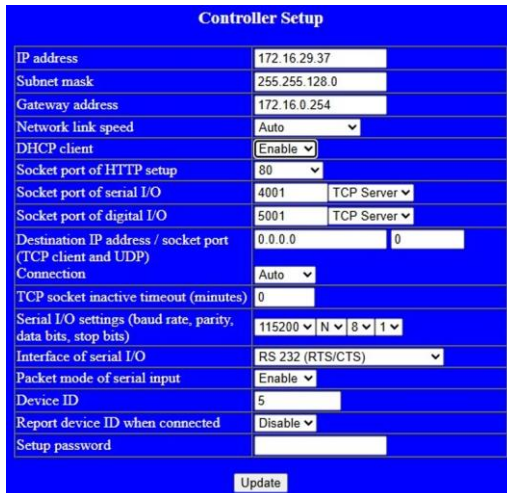 Controller Setup
IP address 172.16.29.37
Subnet mask 255.255.128.0
Gateway address 172.16.0.254
Network link speed Auto
DHCP client Enable
Socket port of HTTP setup 80
Socket port of serial I/O 4001 TCP Server
Socket port of digital I/O 5001 TCP Server
Destination IP address / socket port 0.0.0.0 0
(TCP client and UDP)
Connection Auto
TCP socket inactive timeout (minutes) 0
Serial I/O settings (baud rate, parity,
data bits, stop bits) 115200 N 8 1
Interface of serial I/O RS 232 (RTS/CTS)
Packet mode of serial input Enable
Device ID 5
Report device ID when connected Disable
Setup password
Update